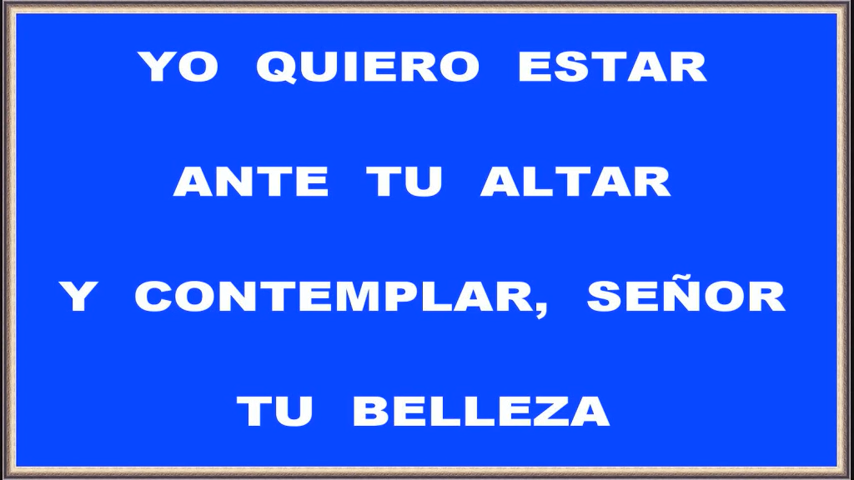 YO QUIERO ESTAR
ANTE TU ALTAR
Y CONTEMPLAR, SEÑOR
TU BELLEZA